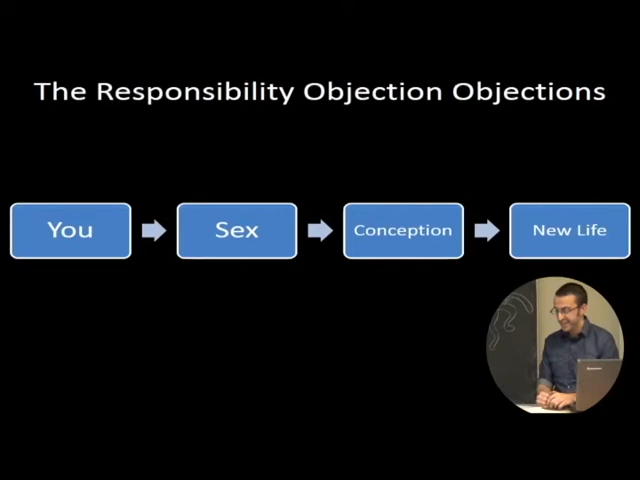 The Responsibility Objection Objections
You
Sex
Conception
New Life